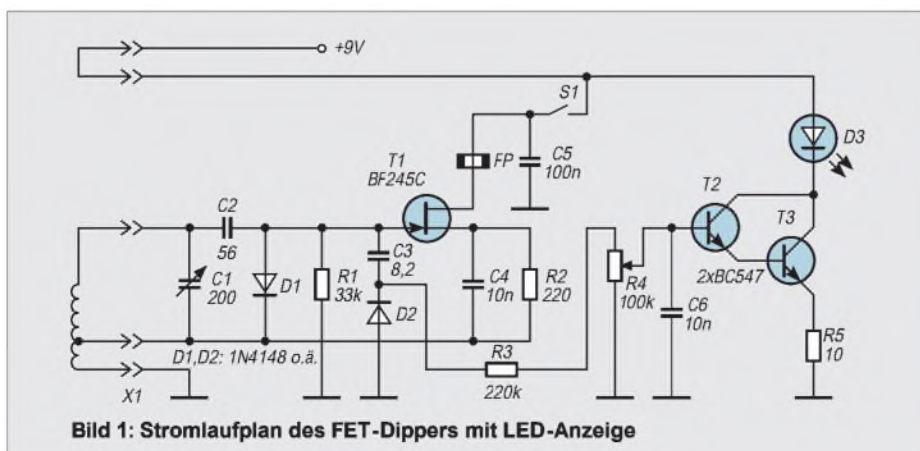 +9V
S1
D3
T1
BF245C
FP
C5
100n
T2
T3
C2
56
C1
200
D1
R1
33k
C3
8,2
D2
C4
10n
R2
220
R4
100k
2xBC547
C6
10n
R5
10
D1,D2: 1N4148 o.ä.
R3
220k
X1
Bild 1: Stromlaufplan des FET-Dippers mit LED-Anzeige